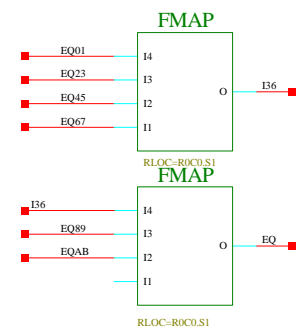 FMAP
EQ01 I4
EQ23 I3
O I36
EQ45 I2
EQ67 I1
RLOC=R0C0.S1
FMAP
I36 I4
EQ89 I3
O EQ
EQAB I2
I1
RLOC=R0C0.S1